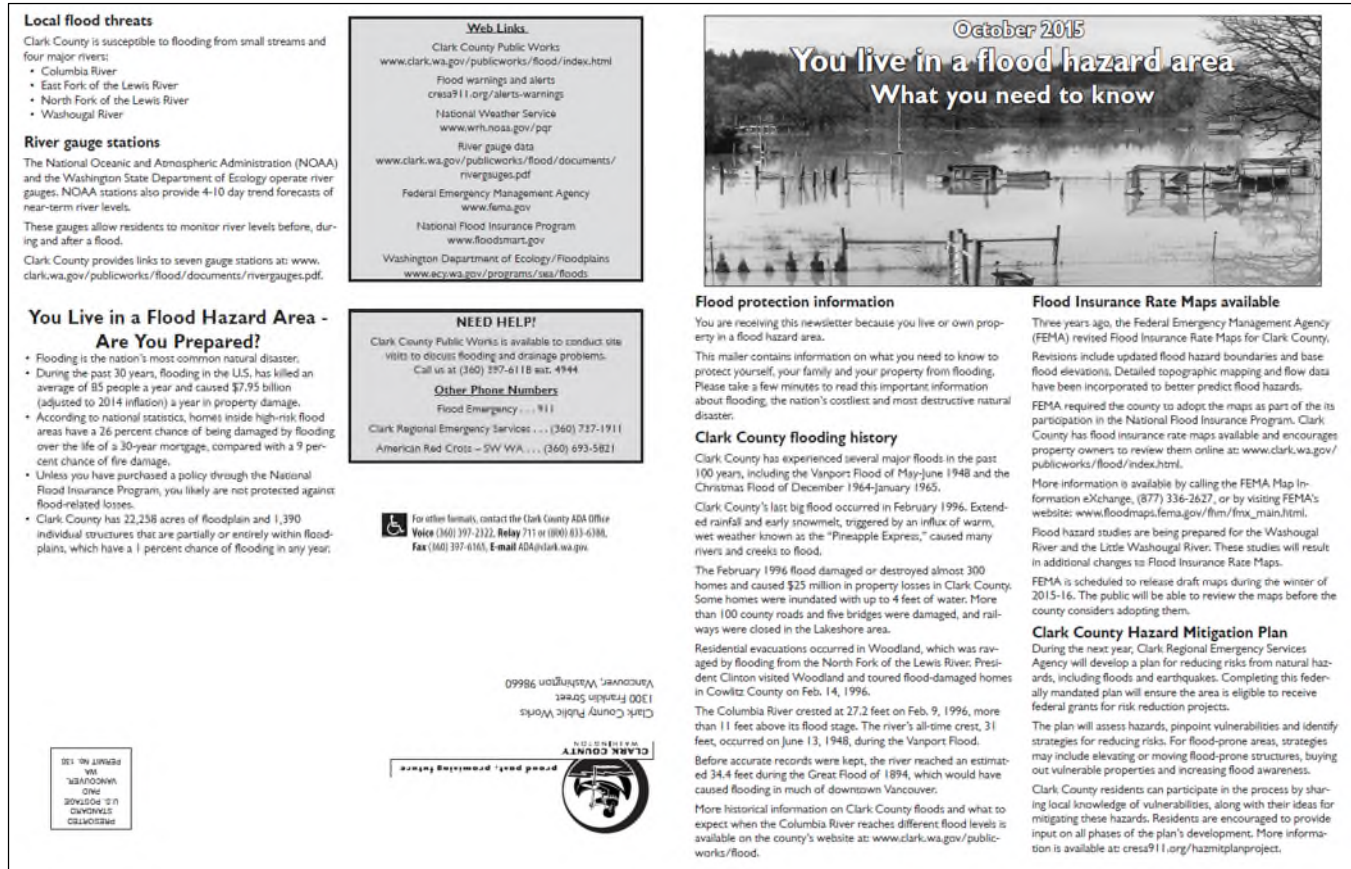 Local flood threats
Clark County is susceptible to flooding from small streams and
four major rivers:
• Columbia River
• East Fork of the Lewis River
• North Fork of the Lewis River
• Washougal River
River gauge stations
The National Oceanic and Atmospheric Administration (NOAA)
and the Washington State Department of Ecology operate river
gauges. NOAA stations also provide 4-10 day trend forecasts of
near-term river levels.
These gauges allow residents to monitor river levels before, dur-
ing and after a flood.
Clark County provides links to seven gauge stations at: www.
clark.wa.gov/publicworks/flood/documents/rivergauges.pdf.
You Live in a Flood Hazard Area -
Are You Prepared?
• Flooding is the nation's most common natural disaster.
• During the past 30 years, flooding in the U.S. has killed an
average of 85 people a year and caused $7.95 billion
(adjusted to 2014 inflation) a year in property damage.
• According to national statistics, homes inside high-risk flood
areas have a 26 percent chance of being damaged by flooding
over the life of a 30-year mortgage, compared with a 9 per-
cent chance of fire damage.
• Unless you have purchased a policy through the National
Flood Insurance Program, you likely are not protected against
flood-related losses.
• Clark County has 22,258 acres of floodplain and 1,390
individual structures that are partially or entirely within flood-
plains, which have a 1 percent chance of flooding in any year.
Web Links
Clark County Public Works
www.clark.wa.gov/publicworks/flood/index.html
Flood warnings and alerts
cresa911.org/alerts-warnings
National Weather Service
www.wrh.noaa.gov/pqr
River gauge data
www.clark.wa.gov/publicworks/flood/documents/
rivergauges.pdf
Federal Emergency Management Agency
www.fema.gov
National Flood Insurance Program
www.floodsmart.gov
Washington Department of Ecology/Floodplains
www.ecy.wa.gov/programs/sea/floods
NEED HELP?
Clark County Public Works is available to conduct site
visits to discuss flooding and drainage problems.
Call us at (360) 397-6118 ext. 4944
Other Phone Numbers
Flood Emergency . . . 911
Clark Regional Emergency Services . . . (360) 737-1911
American Red Cross – SW WA . . . (360) 693-5821
For other formats, contact the Clark County ADA Office
Voice (360) 397-2322, Relay 711 or (800) 833-6388,
Fax (360) 397-6165, E-mail ADA@clark.wa.gov.
Clark County Public Works
1300 Franklin Street
Vancouver, Washington 98660
proud past, promising future
CLARK COUNTY
WASHINGTON
PRESORTED
STANDARD
U.S. POSTAGE
PAID
VANCOUVER,
WA
PERMIT NO. 130
October 2015
You live in a flood hazard area
What you need to know
Flood protection information
You are receiving this newsletter because you live or own prop-
erty in a flood hazard area.
This mailer contains information on what you need to know to
protect yourself, your family and your property from flooding.
Please take a few minutes to read this important information
about flooding, the nation's costliest and most destructive natural
disaster.
Clark County flooding history
Clark County has experienced several major floods in the past
100 years, including the Vanport Flood of May-June 1948 and the
Christmas Flood of December 1964-January 1965.
Clark County's last big flood occurred in February 1996. Extend-
ed rainfall and early snowmelt, triggered by an influx of warm,
wet weather known as the "Pineapple Express," caused many
rivers and creeks to flood.
The February 1996 flood damaged or destroyed almost 300
homes and caused $25 million in property losses in Clark County.
Some homes were inundated with up to 4 feet of water. More
than 100 county roads and five bridges were damaged, and rail-
ways were closed in the Lakeshore area.
Residential evacuations occurred in Woodland, which was rav-
aged by flooding from the North Fork of the Lewis River. Presi-
dent Clinton visited Woodland and toured flood-damaged homes
in Cowlitz County on Feb. 14, 1996.
The Columbia River crested at 27.2 feet on Feb. 9, 1996, more
than 11 feet above its flood stage. The river's all-time crest, 31
feet, occurred on June 13, 1948, during the Vanport Flood.
Before accurate records were kept, the river reached an estimat-
ed 34.4 feet during the Great Flood of 1894, which would have
caused flooding in much of downtown Vancouver.
More historical information on Clark County floods and what to
expect when the Columbia River reaches different flood levels is
available on the county's website at: www.clark.wa.gov/public-
works/flood.
Flood Insurance Rate Maps available
Three years ago, the Federal Emergency Management Agency
(FEMA) revised Flood Insurance Rate Maps for Clark County.
Revisions include updated flood hazard boundaries and base
flood elevations. Detailed topographic mapping and flow data
have been incorporated to better predict flood hazards.
FEMA required the county to adopt the maps as part of the its
participation in the National Flood Insurance Program. Clark
County has flood insurance rate maps available and encourages
property owners to review them online at: www.clark.wa.gov/
publicworks/flood/index.html.
More information is available by calling the FEMA Map In-
formation eXchange, (877) 336-2627, or by visiting FEMA's
website: www.floodmaps.fema.gov/fhm/fmx_main.html.
Flood hazard studies are being prepared for the Washougal
River and the Little Washougal River. These studies will result
in additional changes to Flood Insurance Rate Maps.
FEMA is scheduled to release draft maps during the winter of
2015-16. The public will be able to review the maps before the
county considers adopting them.
Clark County Hazard Mitigation Plan
During the next year, Clark Regional Emergency Services
Agency will develop a plan for reducing risks from natural haz-
ards, including floods and earthquakes. Completing this feder-
ally mandated plan will ensure the area is eligible to receive
federal grants for risk reduction projects.
The plan will assess hazards, pinpoint vulnerabilities and identify
strategies for reducing risks. For flood-prone areas, strategies
may include elevating or moving flood-prone structures, buying
out vulnerable properties and increasing flood awareness.
Clark County residents can participate in the process by shar-
ing local knowledge of vulnerabilities, along with their ideas for
mitigating these hazards. Residents are encouraged to provide
input on all phases of the plan's development. More informa-
tion is available at: cresa911.org/hazmitplanproject.